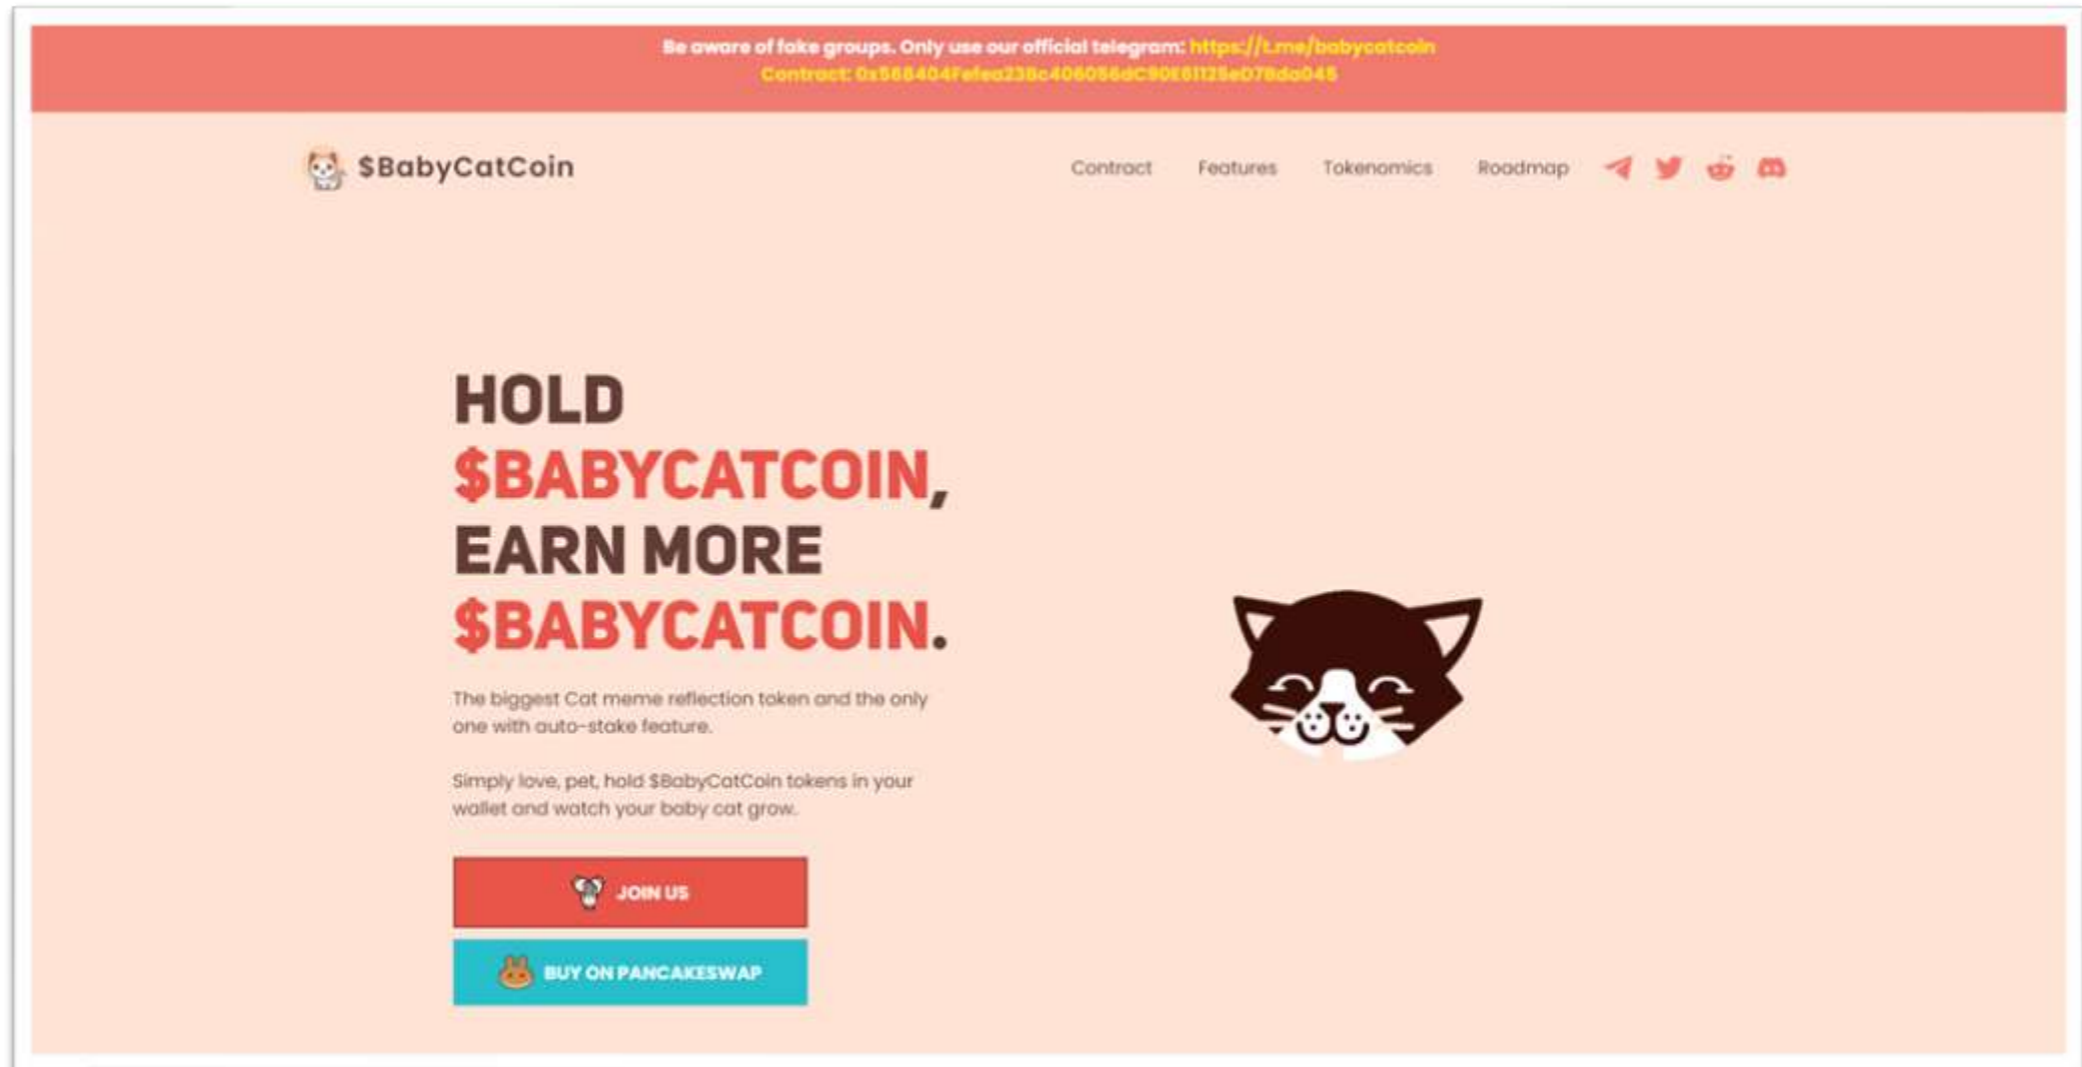 Be aware of fake groups. Only use our official telegram: https://t.me/babycatcoin
Contract:
$BabyCatCoin
Contract Features Tokenomics Roadmap
HOLD
$BABYCATCOIN,
EARN MORE
$BABYCATCOIN.
The biggest Cat meme reflection token and the only
one with auto-stake feature.
Simply love, pet, hold $BabyCatCoin tokens in your
wallet and watch your baby cat grow.
JOIN US
BUY ON PANCAKESWAP